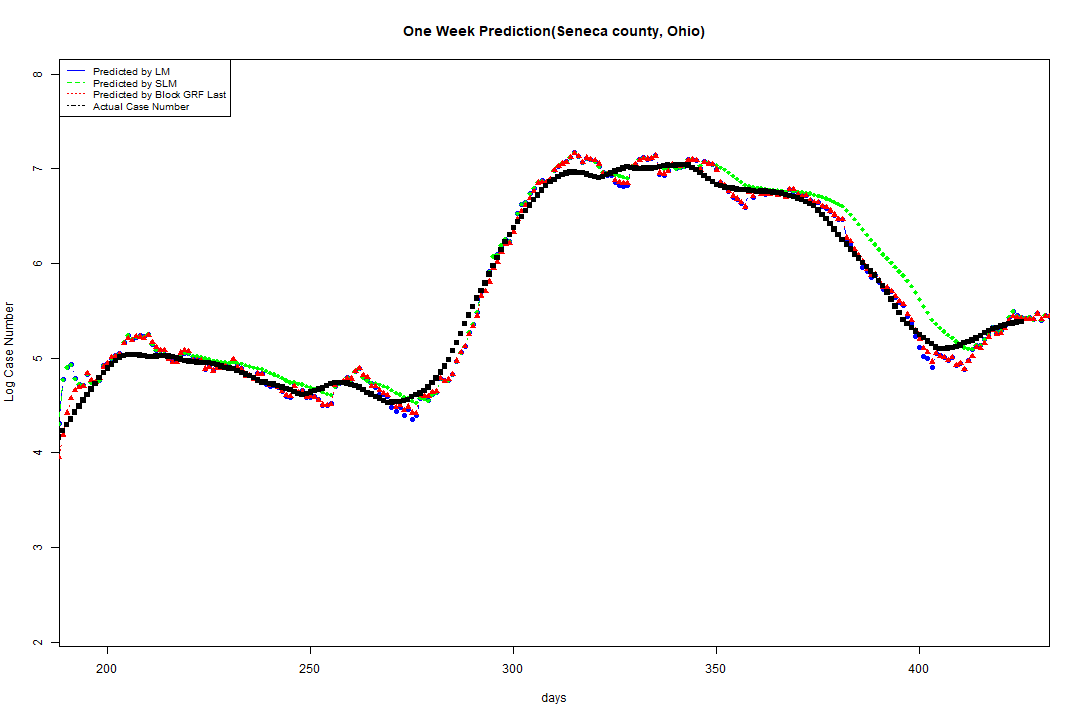 One Week Prediction(Seneca county, Ohio)
Predicted by LM
Predicted by SLM
Predicted by Block GRF Last
Actual Case Number
8
7
6
5
4
3
2
Log Case Number
200
250
300
350
400
days